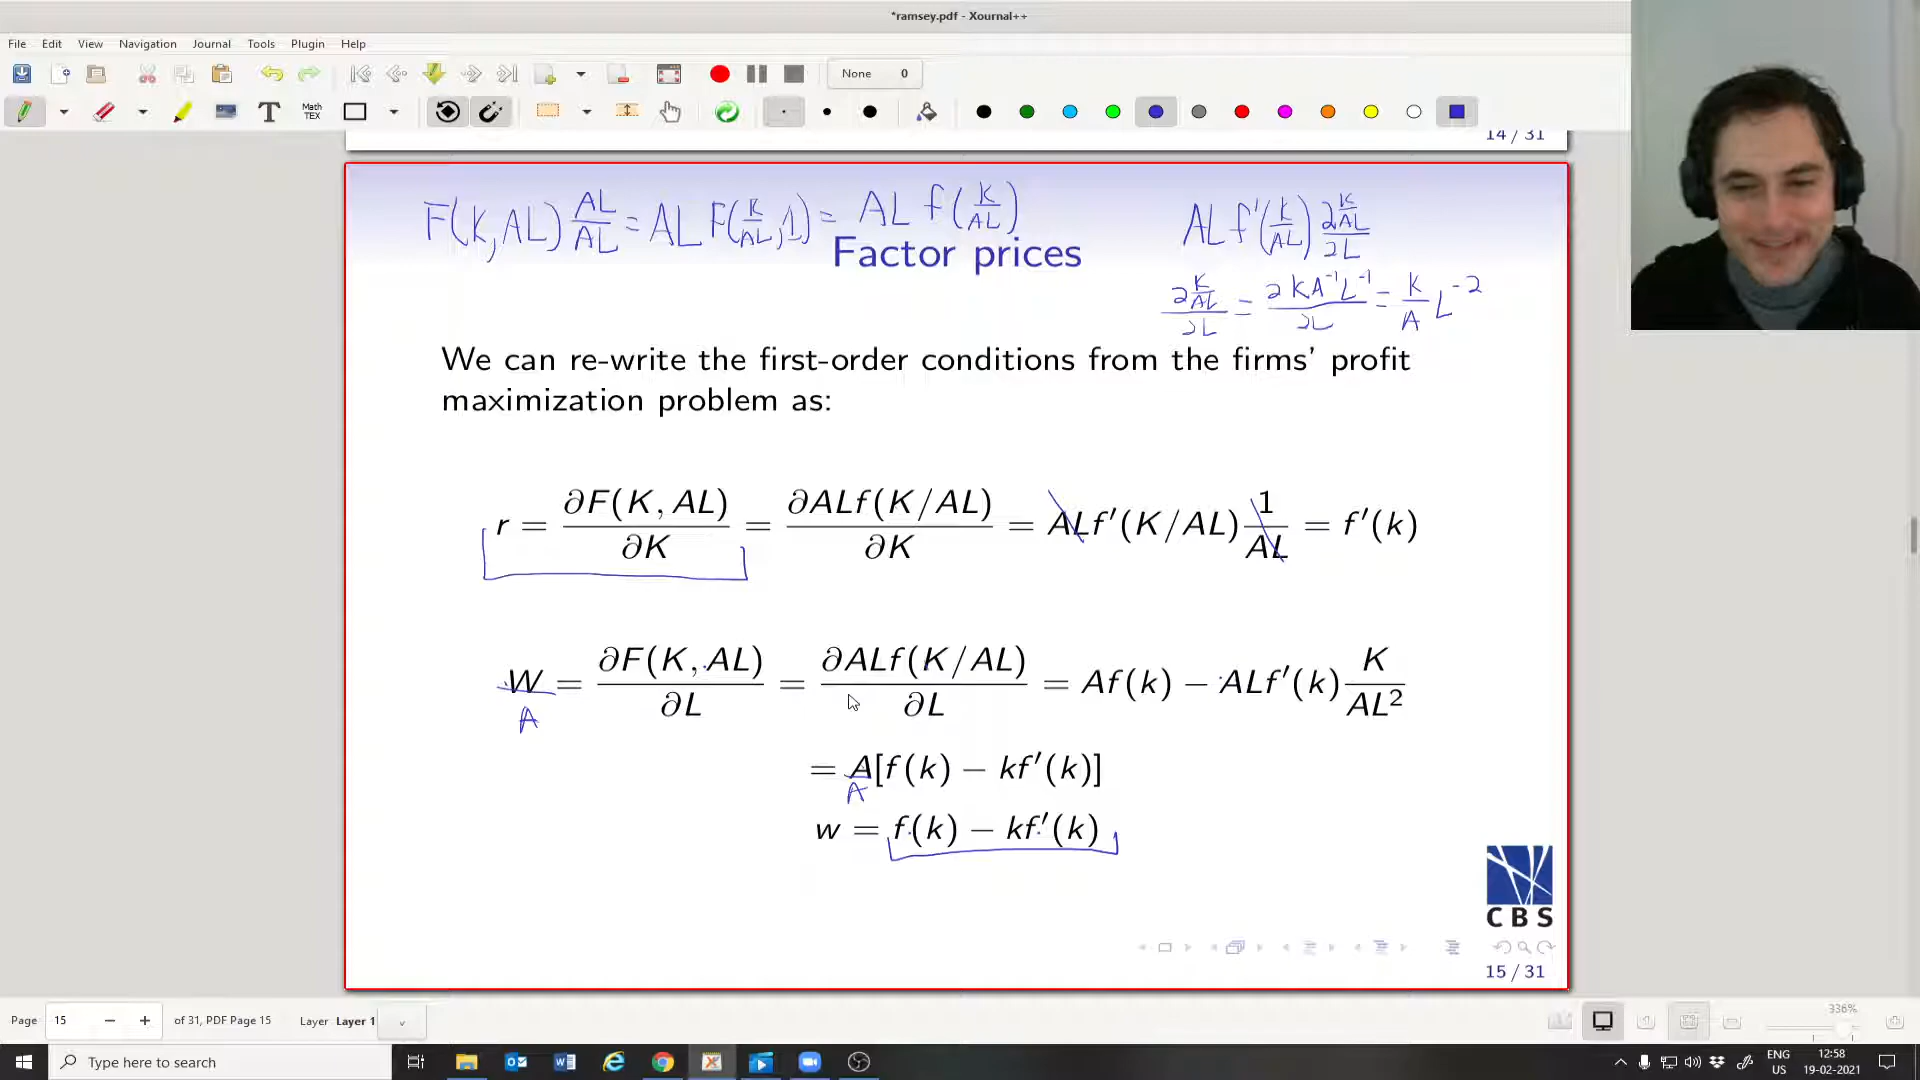 *ramsey.pdf - Xournal++
File Edit View Navigation Journal Tools Plugin Help
None 0
T Math TEX
14 / 31
F(K,AL) AL/AL = AL F(K/AL, 1) = AL f(K/AL)
AL f'(K/AL) ∂ K/AL / ∂L
∂ K/AL / ∂L = ∂ K A⁻¹ L⁻¹ / ∂L = K/A L⁻²
Factor prices
We can re-write the first-order conditions from the firms' profit
maximization problem as:
r = ∂F(K, AL)/∂K = ∂ALf(K/AL)/∂K = ALf'(K/AL) 1/AL = f'(k)
W/A = ∂F(K, AL)/∂L = ∂ALf(K/AL)/∂L = Af(k) − ALf'(k) K/AL²
= A/A [f(k) − kf'(k)]
w = f(k) − kf'(k)
CBS
15 / 31
Page 15 − + of 31, PDF Page 15 Layer Layer 1
336%
Type here to search
ENG
US
12:58
19-02-2021